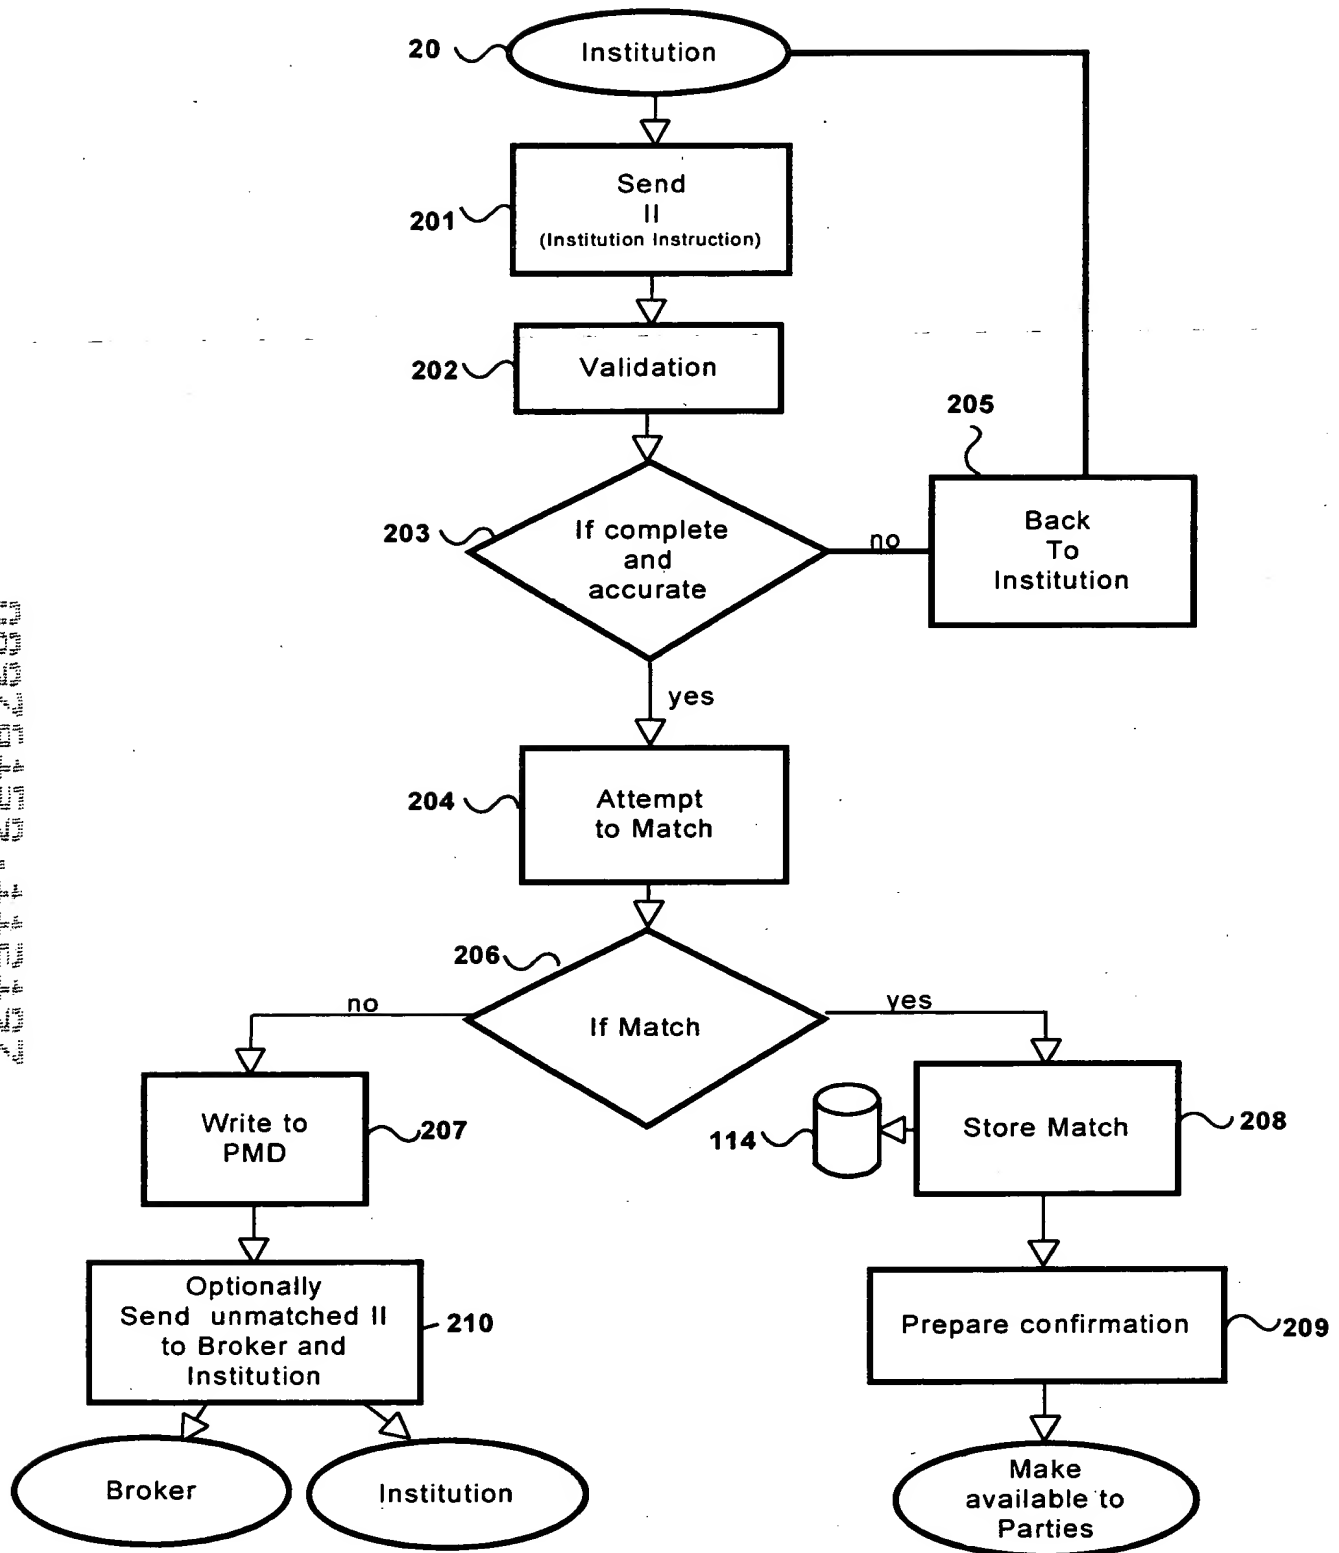 20
Institution
Send
II
(Institution Instruction)
201
Validation
202
205
203
If complete
and
accurate
no
Back
To
Institution
yes
204
Attempt
to Match
206
no
If Match
yes
Write to
PMD
207
114
Store Match
208
Optionally
Send unmatched II
to Broker and
Institution
210
Prepare confirmation
209
Broker
Institution
Make
available to
Parties